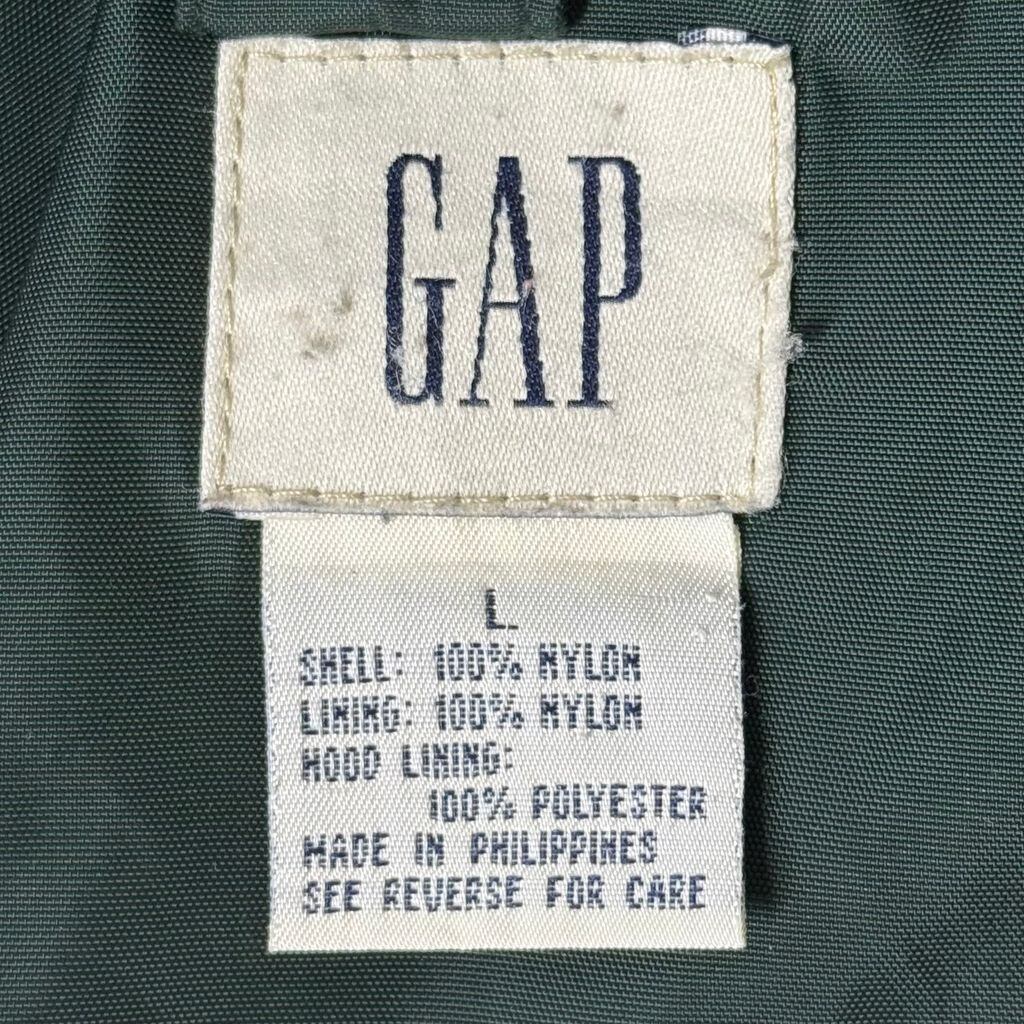 GAP
L
SHELL: 100% NYLON
LINING: 100% NYLON
HOOD LINING:
100% POLYESTER
MADE IN PHILIPPINES
SEE REVERSE FOR CARE